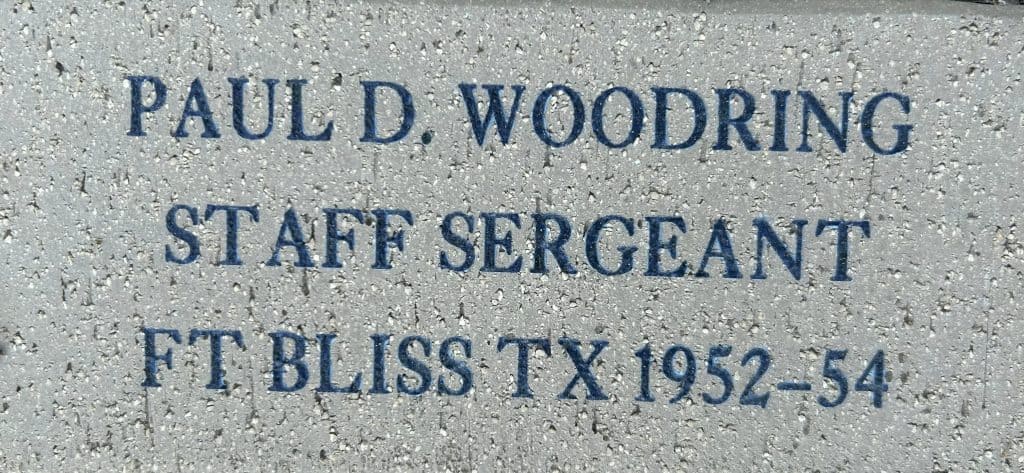 PAUL D. WOODRING
STAFF SERGEANT
FT BLISS TX 1952-54